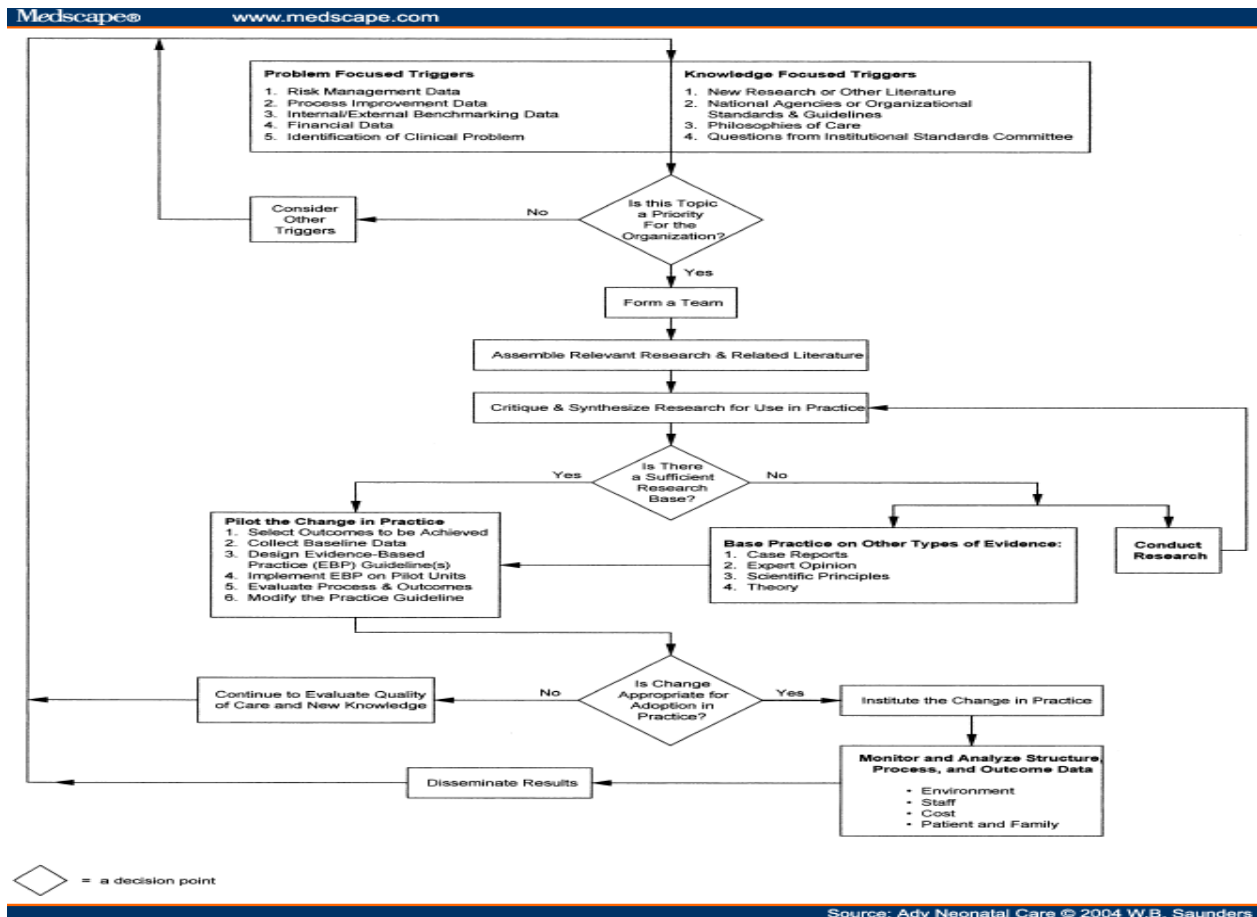 Medscape® www.medscape.com
Problem Focused Triggers
1. Risk Management Data
2. Process Improvement Data
3. Internal/External Benchmarking Data
4. Financial Data
5. Identification of Clinical Problem
Knowledge Focused Triggers
1. New Research or Other Literature
2. National Agencies or Organizational
Standards & Guidelines
3. Philosophies of Care
4. Questions from Institutional Standards Committee
Consider
Other
Triggers
No
Is this Topic
a Priority
For the
Organization?
Yes
Form a Team
Assemble Relevant Research & Related Literature
Critique & Synthesize Research for Use in Practice
Yes
Is There
a Sufficient
Research
Base?
No
Pilot the Change in Practice
1. Select Outcomes to be Achieved
2. Collect Baseline Data
3. Design Evidence-Based
Practice (EBP) Guideline(s)
4. Implement EBP on Pilot Units
5. Evaluate Process & Outcomes
6. Modify the Practice Guideline
Base Practice on Other Types of Evidence:
1. Case Reports
2. Expert Opinion
3. Scientific Principles
4. Theory
Conduct
Research
Continue to Evaluate Quality
of Care and New Knowledge
No
Is Change
Appropriate for
Adoption in
Practice?
Yes
Institute the Change in Practice
Monitor and Analyze Structure,
Process, and Outcome Data
• Environment
• Staff
• Cost
• Patient and Family
Disseminate Results
= a decision point
Source: Adv Neonatal Care © 2004 W.B. Saunders